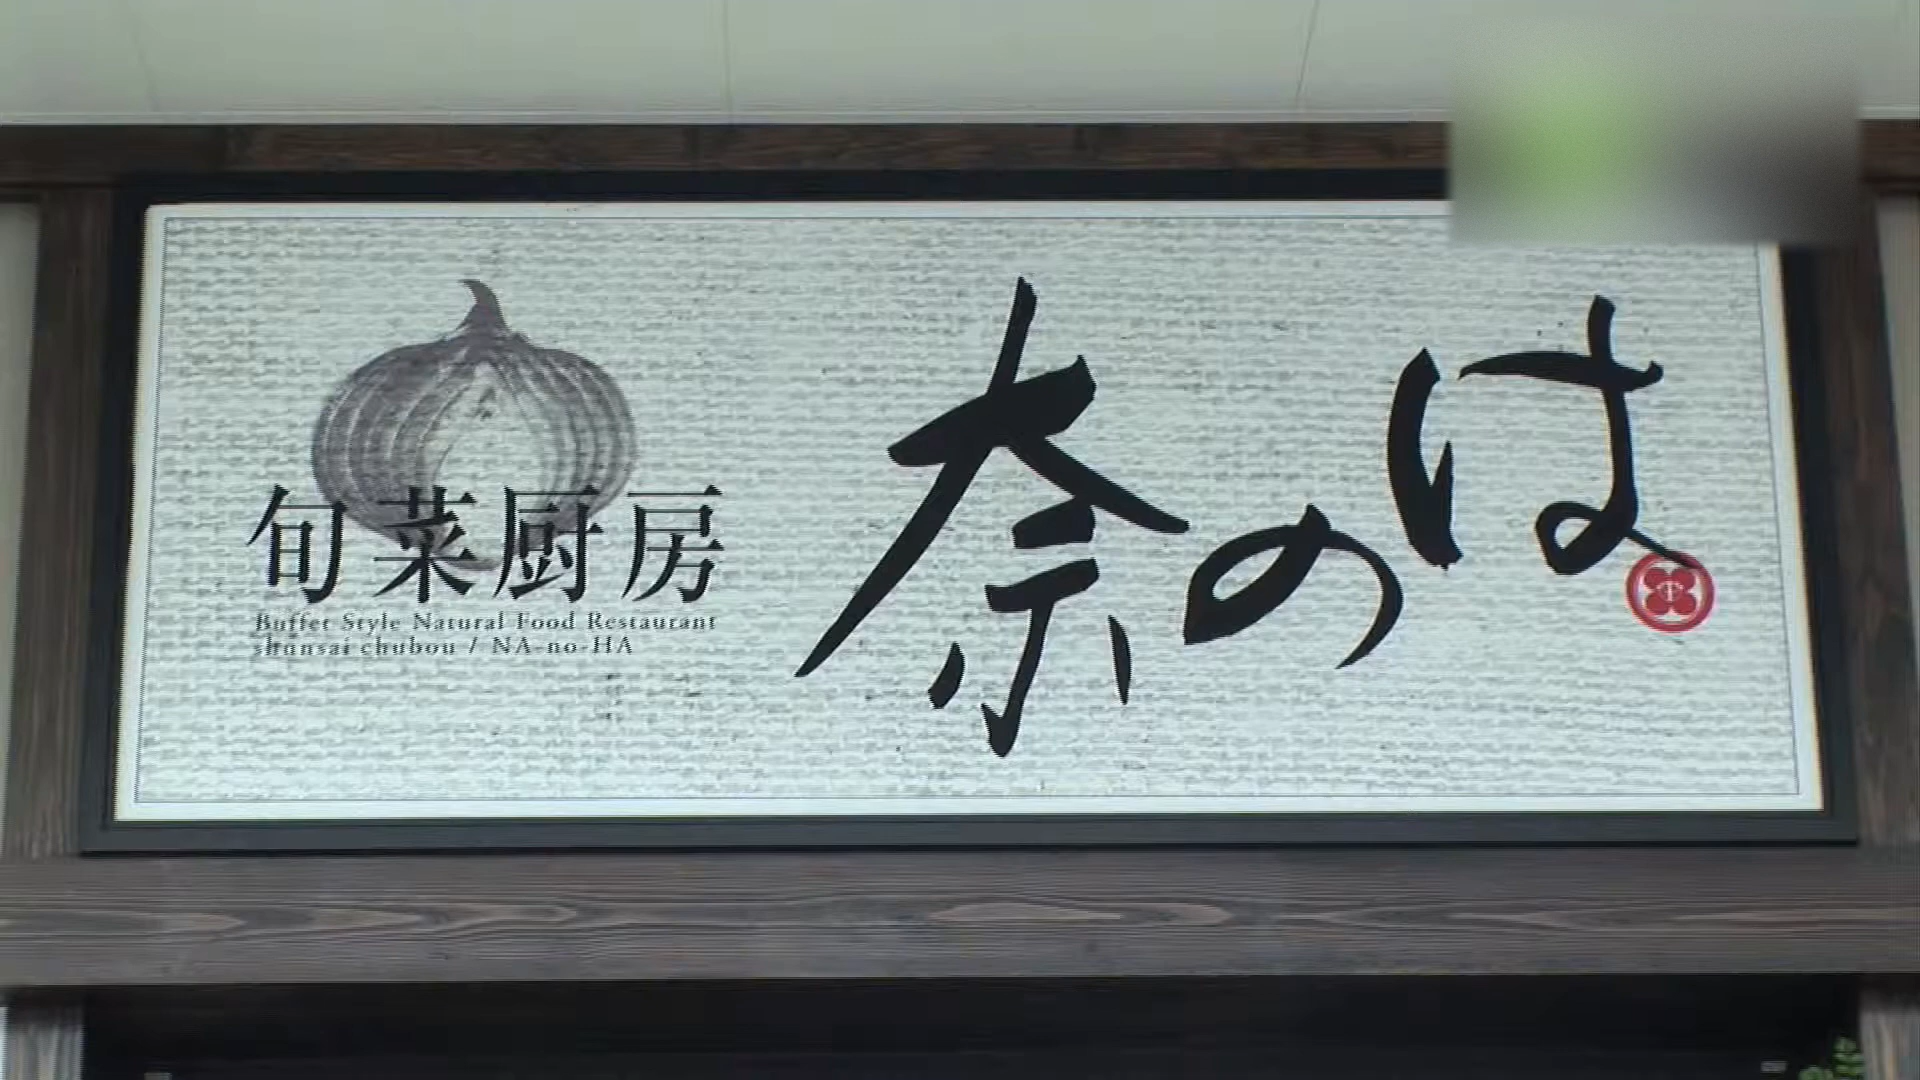 旬菜厨房
Buffet Style Natural Food Restaurant
shunsai chubou / NA-no-HA
奈のは